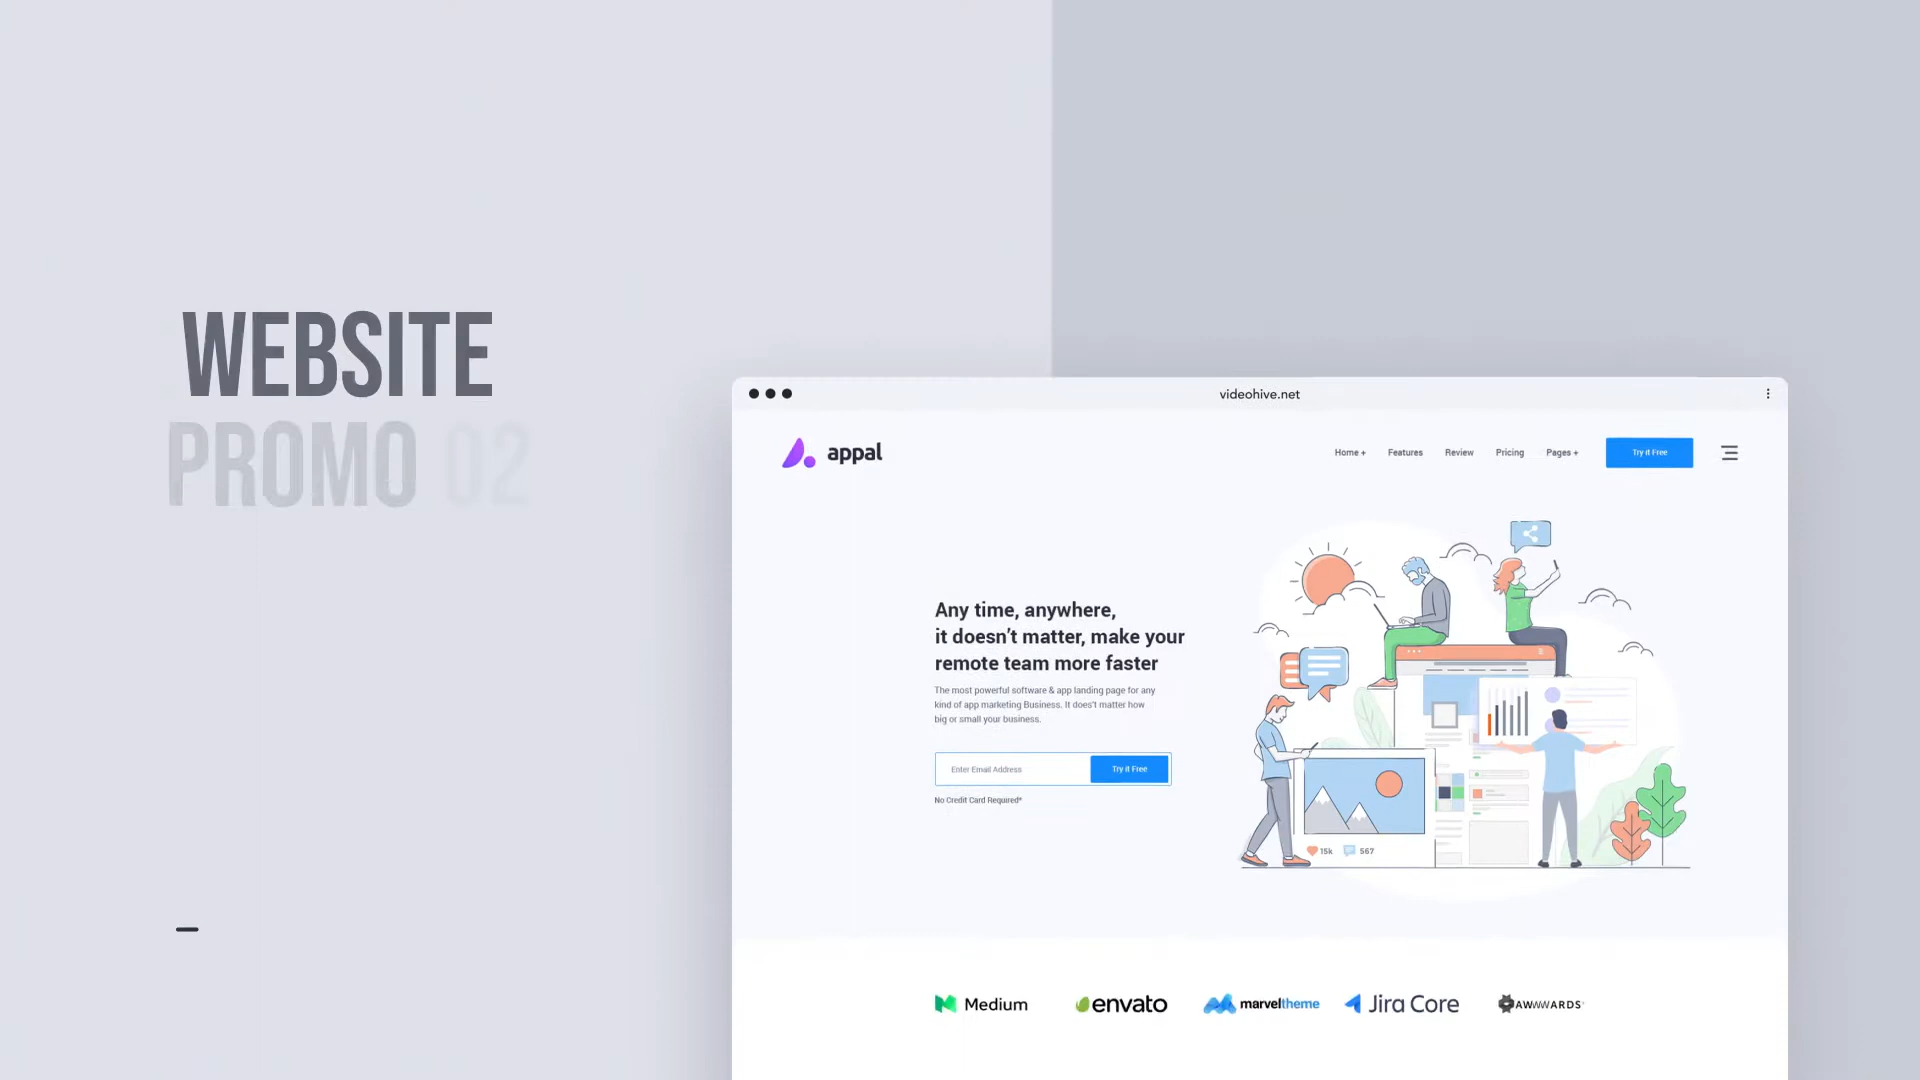 WEBSITE
PROMO 02
videohive.net
appal
Home +
Features
Review
Pricing
Pages +
Try it Free
Any time, anywhere,
it doesn’t matter, make your
remote team more faster
The most powerful software & app landing page for any
kind of app marketing Business. It does't matter how
big or small your business.
Enter Email Address
Try it Free
No Credit Card Required*
15k
567
Medium
envato
marveltheme
Jira Core
AWWWARDS